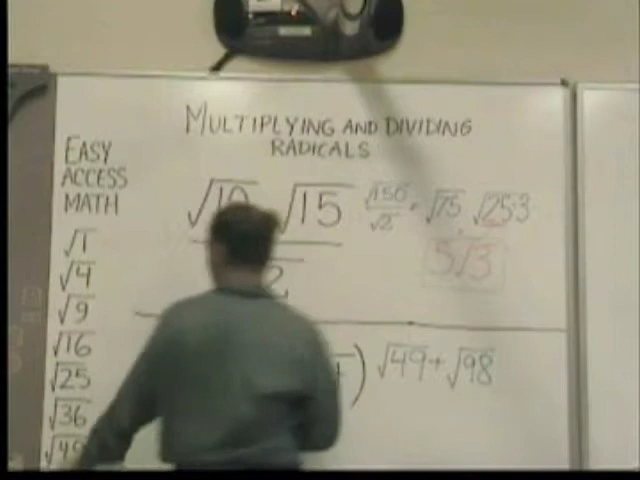 MULTIPLYING AND DIVIDING
RADICALS
EASY
ACCESS
MATH
√1
√4
√9
√16
√25
√36
√49
√10 √15
2
√150/√2 = √75 √25·3
5√3
) √49 + √98